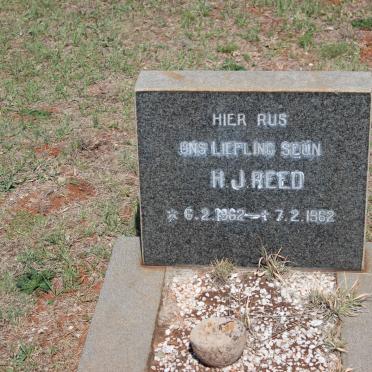 HIER RUS
ONS LIEFLING SEUN
H.J. REED
* 6.2.1962 - + 7.2.1962